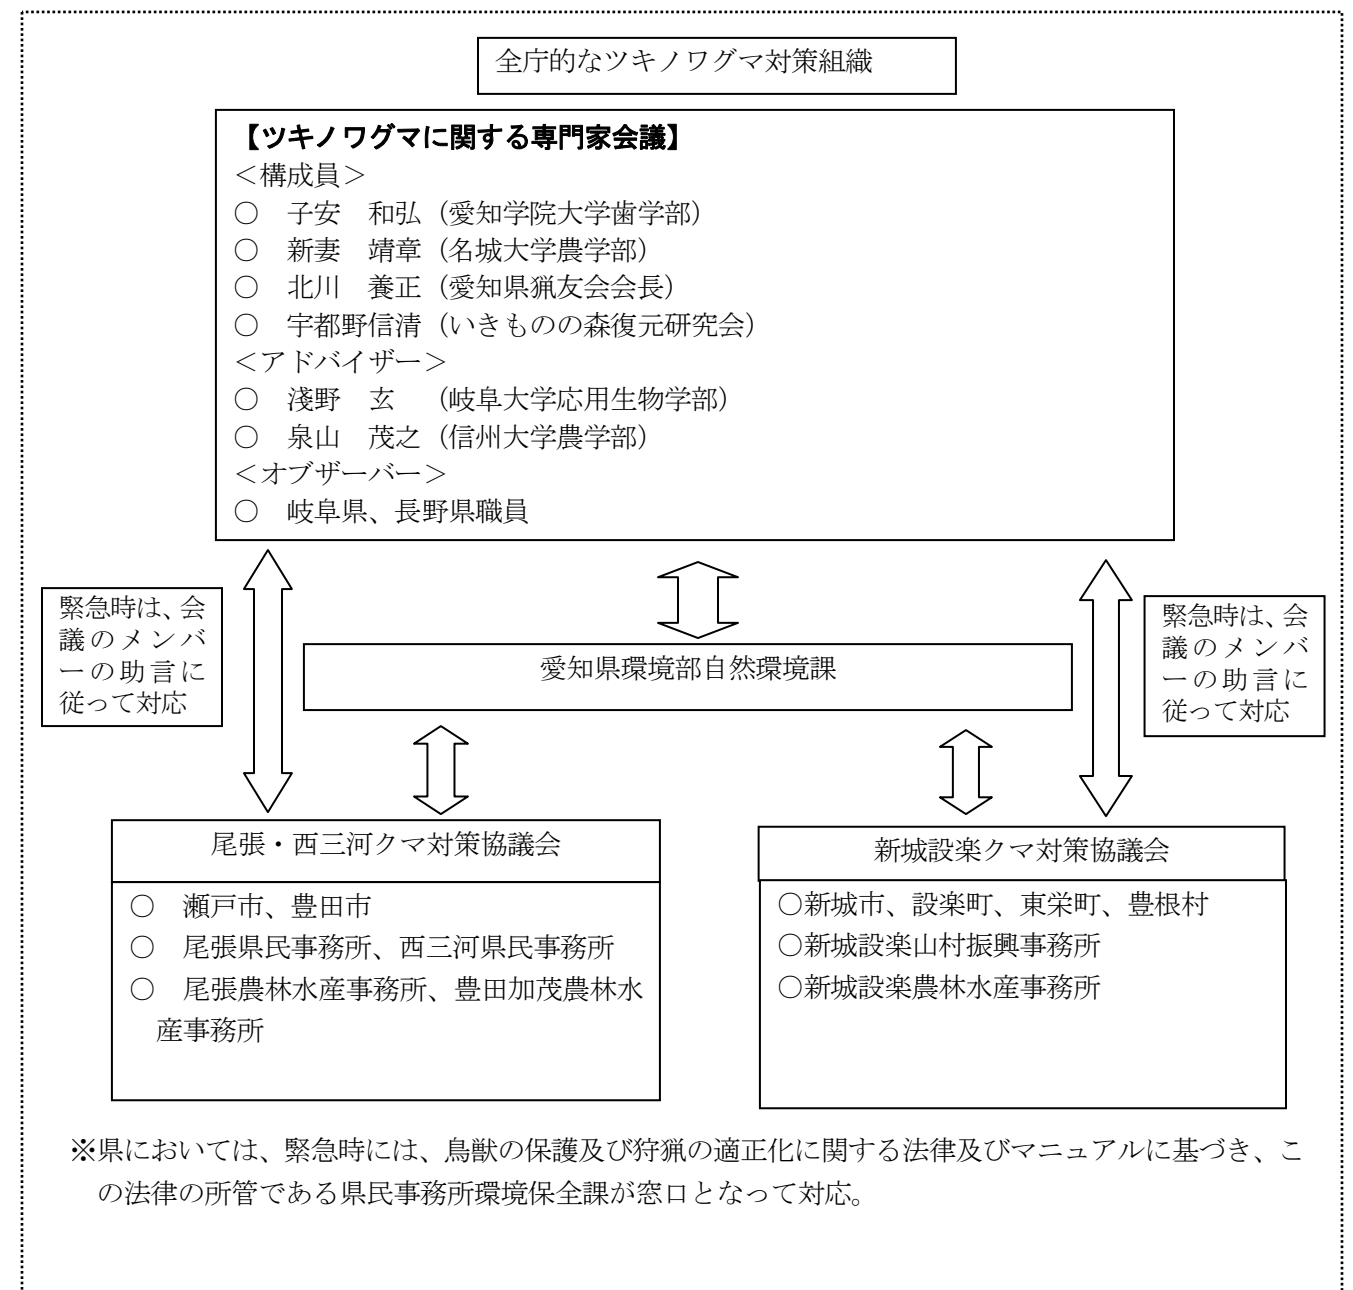 全庁的なツキノワグマ対策組織
【ツキノワグマに関する専門家会議】
＜構成員＞
○　子安　和弘（愛知学院大学歯学部）
○　新妻　靖章（名城大学農学部）
○　北川　養正（愛知県猟友会会長）
○　宇都野信清（いきものの森復元研究会）
＜アドバイザー＞
○　淺野　玄　（岐阜大学応用生物学部）
○　泉山　茂之（信州大学農学部）
＜オブザーバー＞
○　岐阜県、長野県職員
緊急時は、会
議のメンバ
ーの助言に
従って対応
緊急時は、会
議のメンバ
ーの助言に
従って対応
愛知県環境部自然環境課
尾張・西三河クマ対策協議会
○　瀬戸市、豊田市
○　尾張県民事務所、西三河県民事務所
○　尾張農林水産事務所、豊田加茂農林水
産事務所
新城設楽クマ対策協議会
○新城市、設楽町、東栄町、豊根村
○新城設楽山村振興事務所
○新城設楽農林水産事務所
※県においては、緊急時には、鳥獣の保護及び狩猟の適正化に関する法律及びマニュアルに基づき、こ
の法律の所管である県民事務所環境保全課が窓口となって対応。